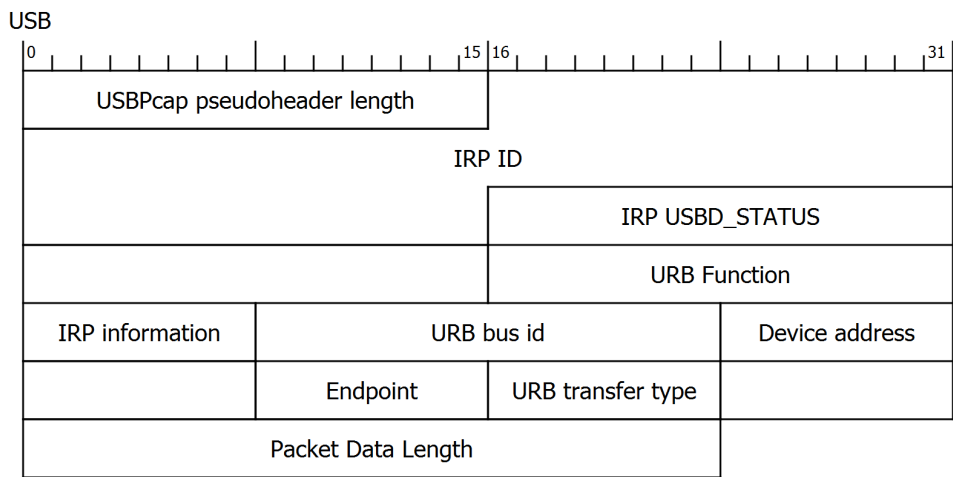 USB
0 15 16 31
USBPcap pseudoheader length
IRP ID
IRP USBD_STATUS
URB Function
IRP information URB bus id Device address
Endpoint URB transfer type
Packet Data Length